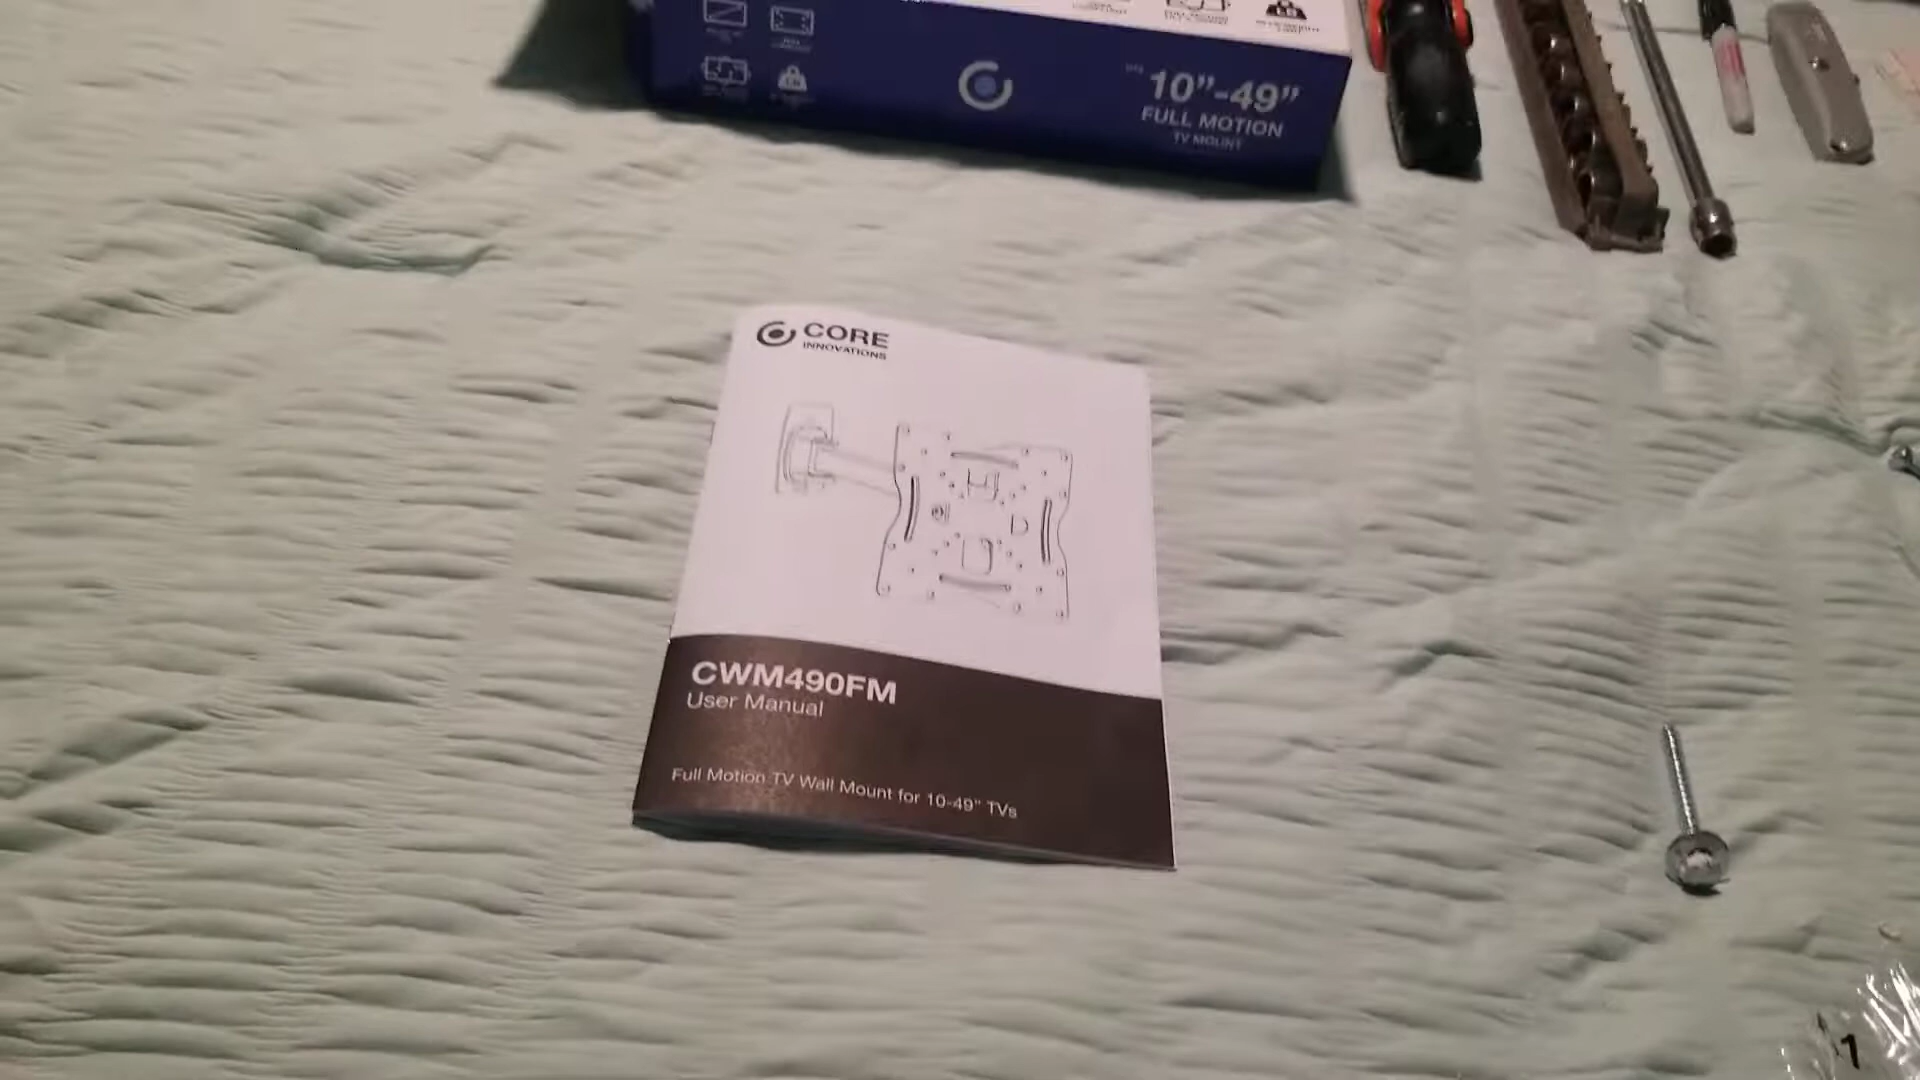 10”-49”
FULL MOTION
TV MOUNT
CORE
INNOVATIONS
CWM490FM
User Manual
Full Motion TV Wall Mount for 10-49" TVs